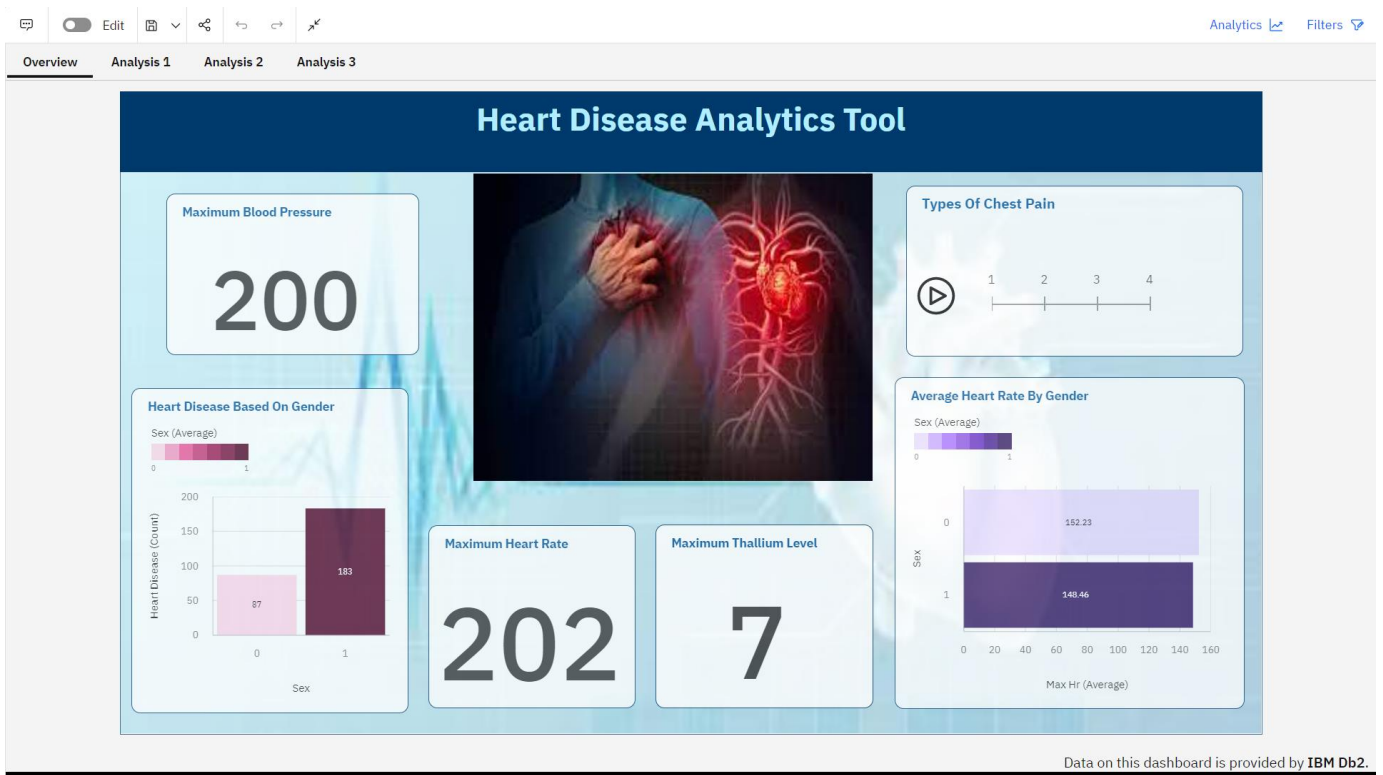 Edit
Analytics
Filters
Overview Analysis 1 Analysis 2 Analysis 3
Heart Disease Analytics Tool
Maximum Blood Pressure
200
Types Of Chest Pain
1 2 3 4
Heart Disease Based On Gender
Sex (Average)
0 1
200
150
100
50
0
Heart Disease (Count)
87
183
0 1
Sex
Maximum Heart Rate
202
Maximum Thallium Level
7
Average Heart Rate By Gender
Sex (Average)
0 1
Sex
0
152.23
1
148.46
0 20 40 60 80 100 120 140 160
Max Hr (Average)
Data on this dashboard is provided by IBM Db2.